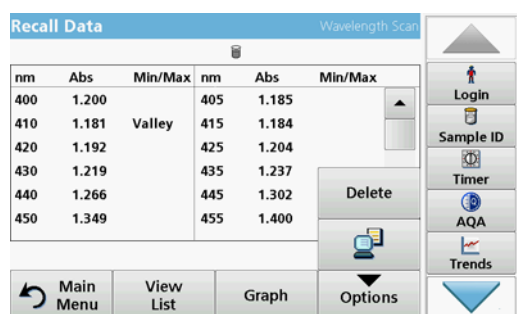 Recall Data Wavelength Scan
nm Abs Min/Max nm Abs Min/Max
400 1.200 405 1.185
410 1.181 Valley 415 1.184
420 1.192 425 1.204
430 1.219 435 1.237
440 1.266 445 1.302
450 1.349 455 1.400
Delete
Main Menu
View List
Graph
Options
Login
Sample ID
Timer
AQA
Trends